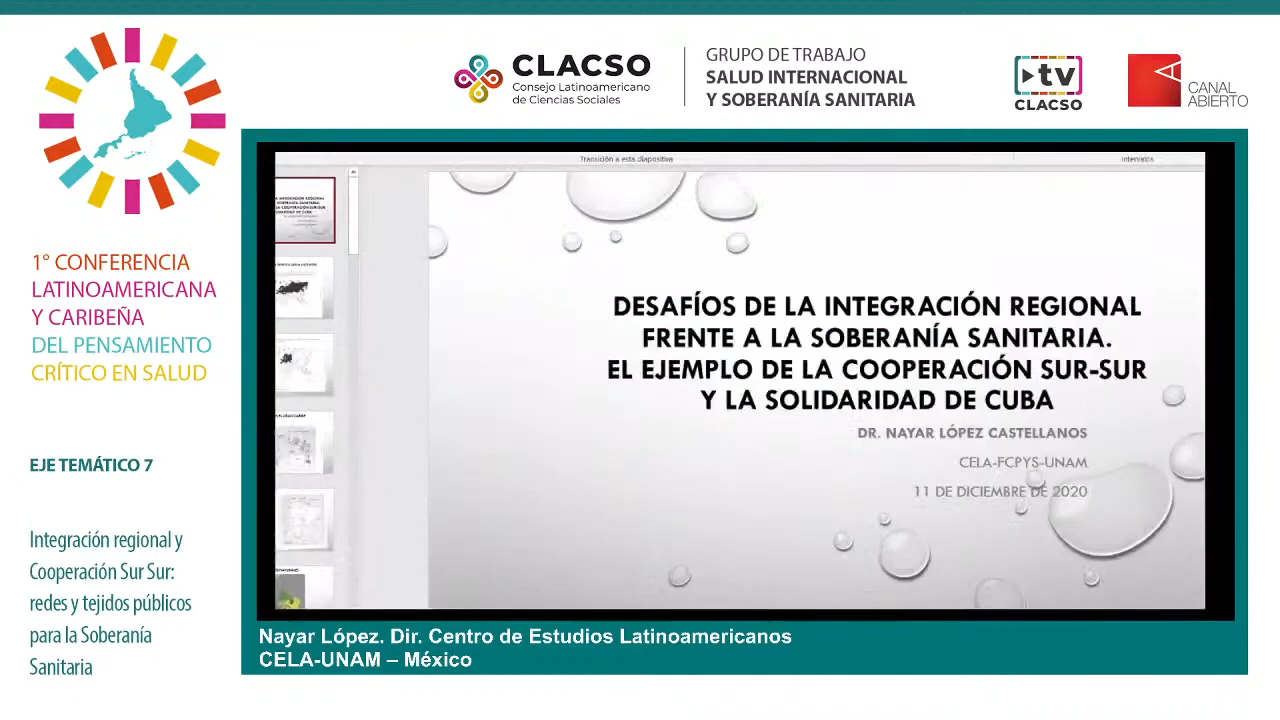 CLACSO
Consejo Latinoamericano
de Ciencias Sociales
GRUPO DE TRABAJO
SALUD INTERNACIONAL
Y SOBERANÍA SANITARIA
tv
CLACSO
CANAL
ABIERTO
1° CONFERENCIA
LATINOAMERICANA
Y CARIBEÑA
DEL PENSAMIENTO
CRÍTICO EN SALUD
EJE TEMÁTICO 7
Integración regional y
Cooperación Sur Sur:
redes y tejidos públicos
para la Soberanía
Sanitaria
Transición a esta diapositiva
Intervalos
DESAFÍOS DE LA INTEGRACIÓN REGIONAL
FRENTE A LA SOBERANÍA SANITARIA.
EL EJEMPLO DE LA COOPERACIÓN SUR-SUR
Y LA SOLIDARIDAD DE CUBA
DR. NAYAR LÓPEZ CASTELLANOS
CELA-FCPYS-UNAM
11 DE DICIEMBRE DE 2020
Nayar López. Dir. Centro de Estudios Latinoamericanos
CELA-UNAM – México